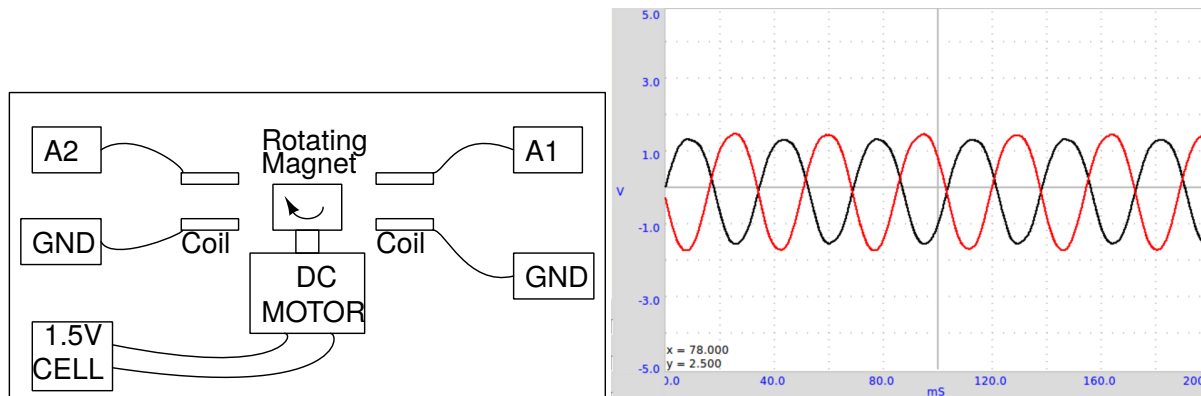 A2
Rotating
Magnet
A1
GND
Coil
Coil
DC
MOTOR
GND
1.5V
CELL
5.0
3.0
1.0
V
-1.0
-3.0
-5.0
x = 78.000
y = 2.500
0.0
40.0
80.0
120.0
160.0
200
mS